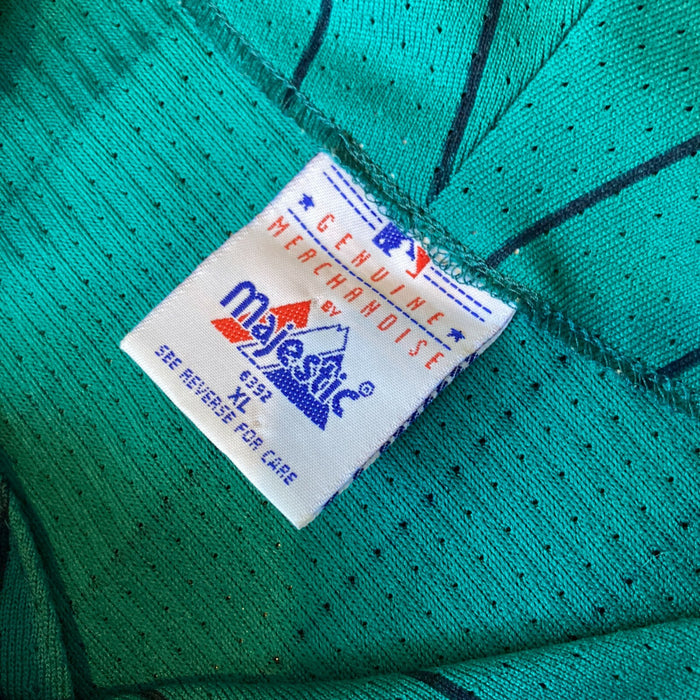 GENUINE
MERCHANDISE
BY
Majestic®
6392
XL
SEE REVERSE FOR CARE